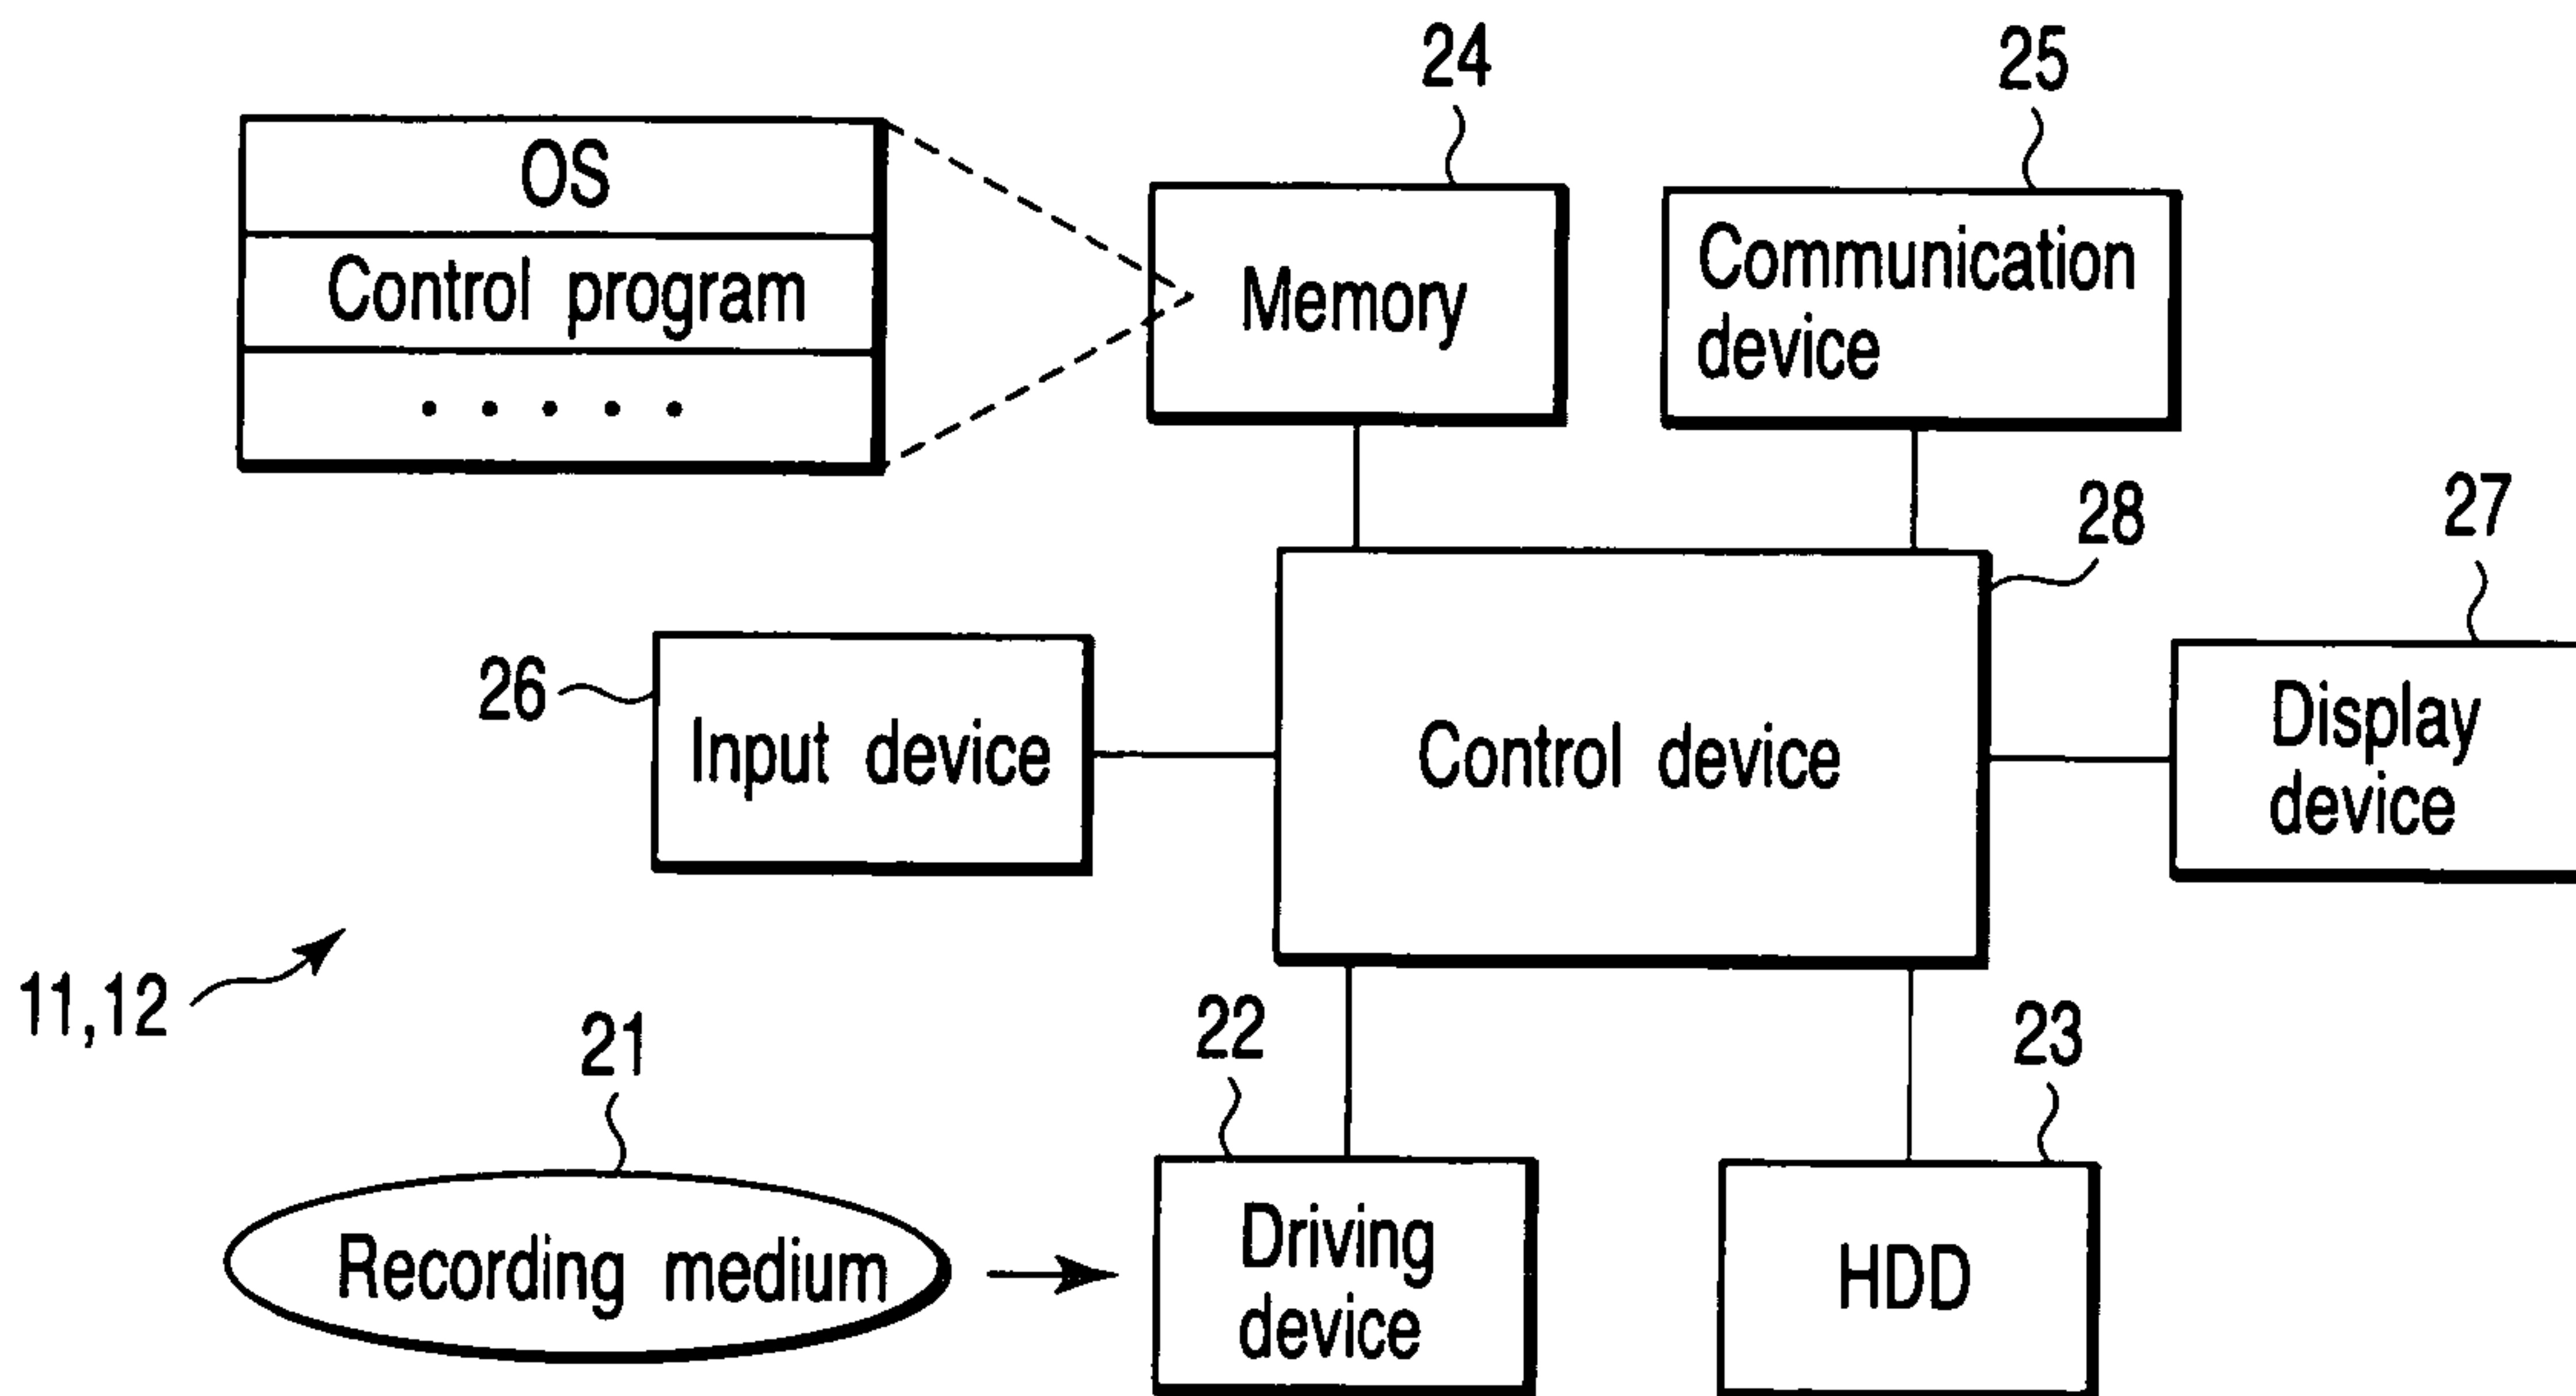 24
25
OS
Control program
. . . . .
Memory
Communication
device
28
27
26
Input device
Control device
Display
device
11,12
21
22
23
Recording medium
Driving
device
HDD